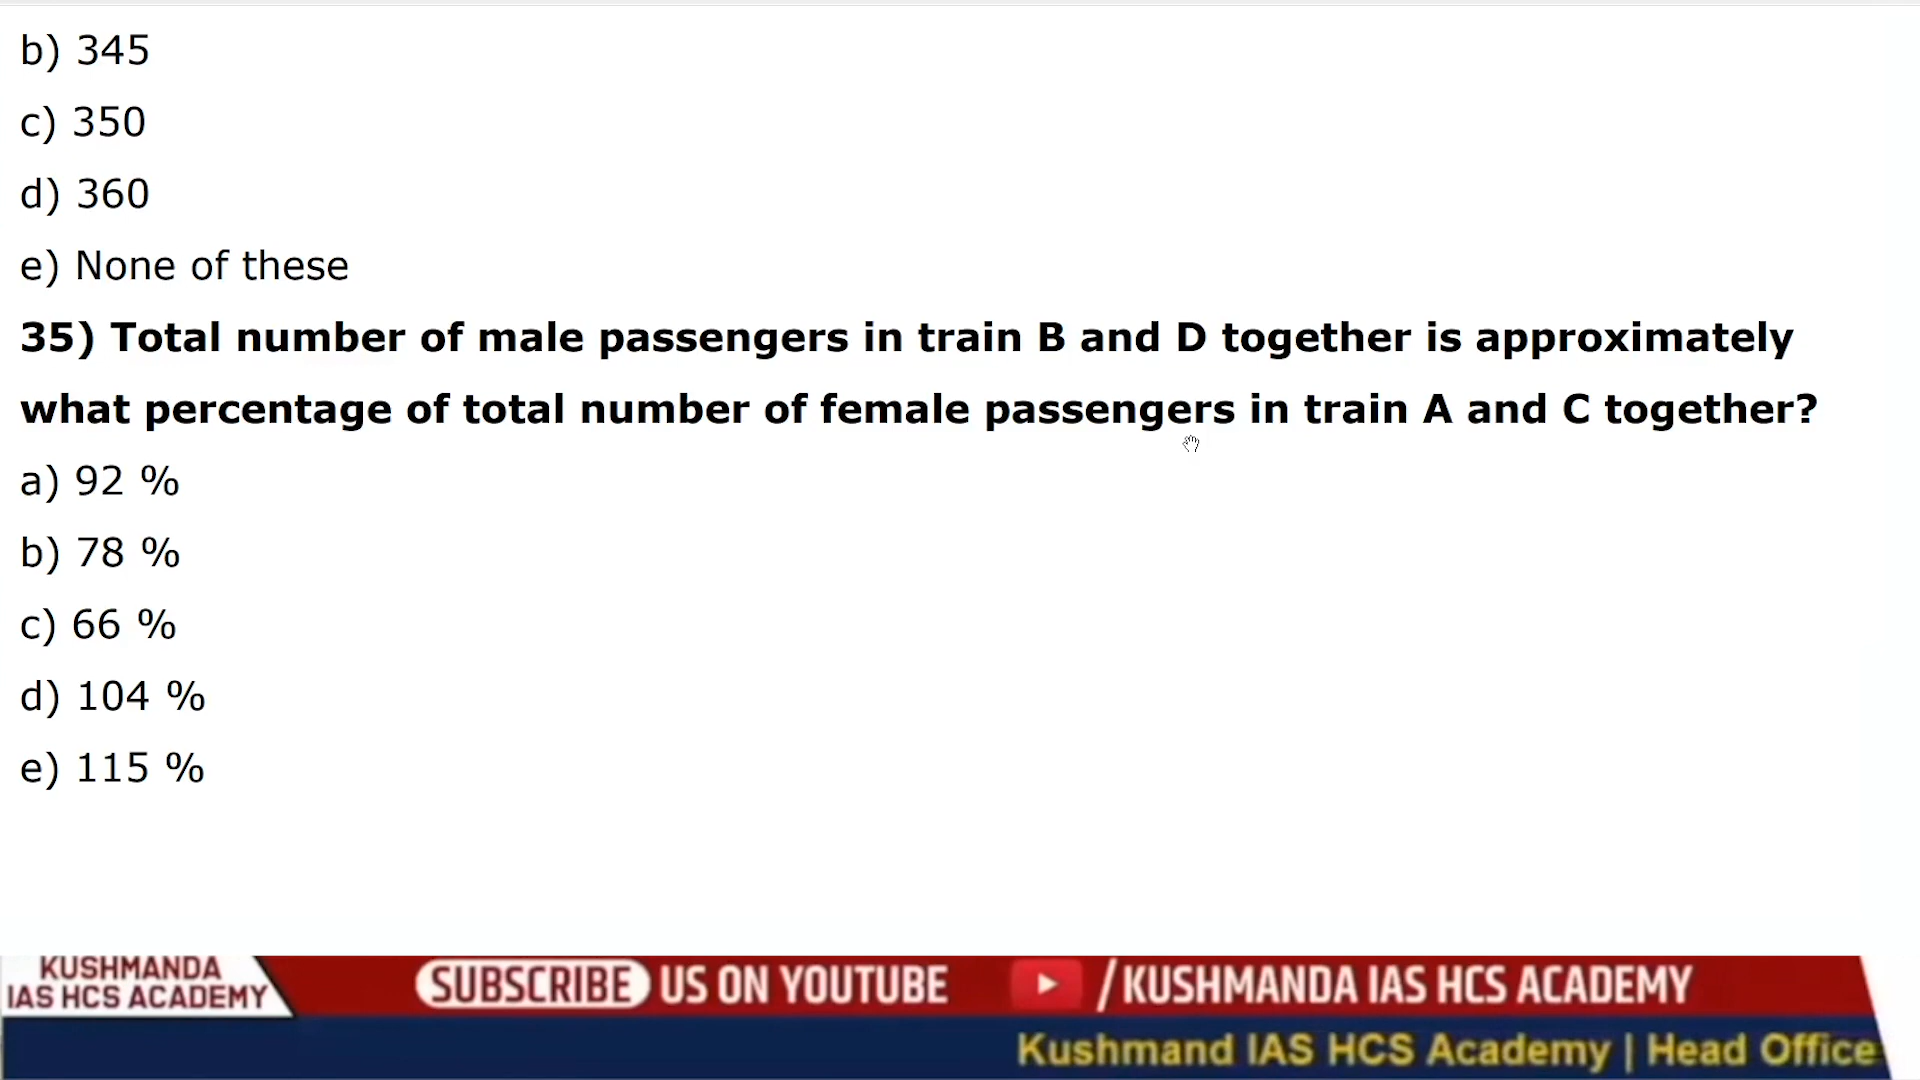 b) 345
c) 350
d) 360
e) None of these
35) Total number of male passengers in train B and D together is approximately
what percentage of total number of female passengers in train A and C together?
a) 92 %
b) 78 %
c) 66 %
d) 104 %
e) 115 %
KUSHMANDA
IAS HCS ACADEMY
SUBSCRIBE US ON YOUTUBE /KUSHMANDA IAS HCS ACADEMY
Kushmand IAS HCS Academy | Head Office